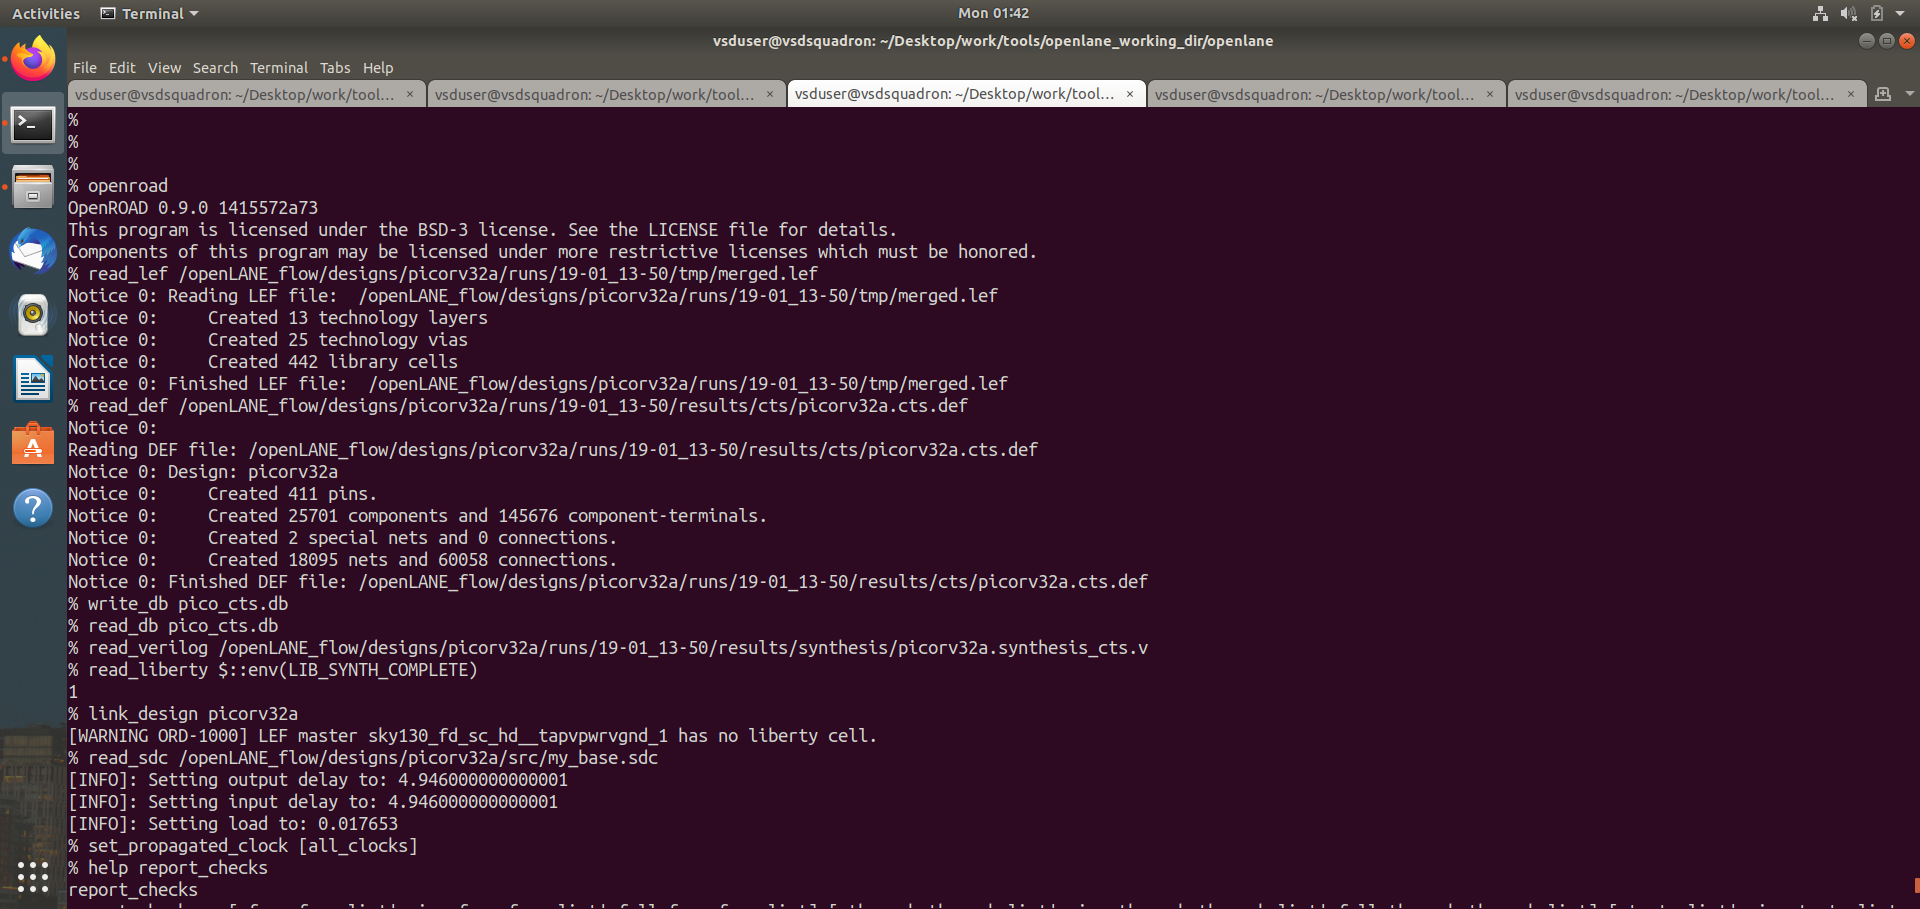 Activities
Terminal
Mon 01:42
vsduser@vsdsquadron: ~/Desktop/work/tools/openlane_working_dir/openlane
File Edit View Search Terminal Tabs Help
vsduser@vsdsquadron: ~/Desktop/work/tool... × vsduser@vsdsquadron: ~/Desktop/work/tool... × vsduser@vsdsquadron: ~/Desktop/work/tool... × vsduser@vsdsquadron: ~/Desktop/work/tool... × vsduser@vsdsquadron: ~/Desktop/work/tool... ×
%
%
%
% openroad
OpenROAD 0.9.0 1415572a73
This program is licensed under the BSD-3 license. See the LICENSE file for details.
Components of this program may be licensed under more restrictive licenses which must be honored.
% read_lef /openLANE_flow/designs/picorv32a/runs/19-01_13-50/tmp/merged.lef
Notice 0: Reading LEF file:  /openLANE_flow/designs/picorv32a/runs/19-01_13-50/tmp/merged.lef
Notice 0:     Created 13 technology layers
Notice 0:     Created 25 technology vias
Notice 0:     Created 442 library cells
Notice 0: Finished LEF file:  /openLANE_flow/designs/picorv32a/runs/19-01_13-50/tmp/merged.lef
% read_def /openLANE_flow/designs/picorv32a/runs/19-01_13-50/results/cts/picorv32a.cts.def
Notice 0:
Reading DEF file: /openLANE_flow/designs/picorv32a/runs/19-01_13-50/results/cts/picorv32a.cts.def
Notice 0: Design: picorv32a
Notice 0:     Created 411 pins.
Notice 0:     Created 25701 components and 145676 component-terminals.
Notice 0:     Created 2 special nets and 0 connections.
Notice 0:     Created 18095 nets and 60058 connections.
Notice 0: Finished DEF file: /openLANE_flow/designs/picorv32a/runs/19-01_13-50/results/cts/picorv32a.cts.def
% write_db pico_cts.db
% read_db pico_cts.db
% read_verilog /openLANE_flow/designs/picorv32a/runs/19-01_13-50/results/synthesis/picorv32a.synthesis_cts.v
% read_liberty $::env(LIB_SYNTH_COMPLETE)
1
% link_design picorv32a
[WARNING ORD-1000] LEF master sky130_fd_sc_hd__tapvpwrvgnd_1 has no liberty cell.
% read_sdc /openLANE_flow/designs/picorv32a/src/my_base.sdc
[INFO]: Setting output delay to: 4.946000000000001
[INFO]: Setting input delay to: 4.946000000000001
[INFO]: Setting load to: 0.017653
% set_propagated_clock [all_clocks]
% help report_checks
report_checks